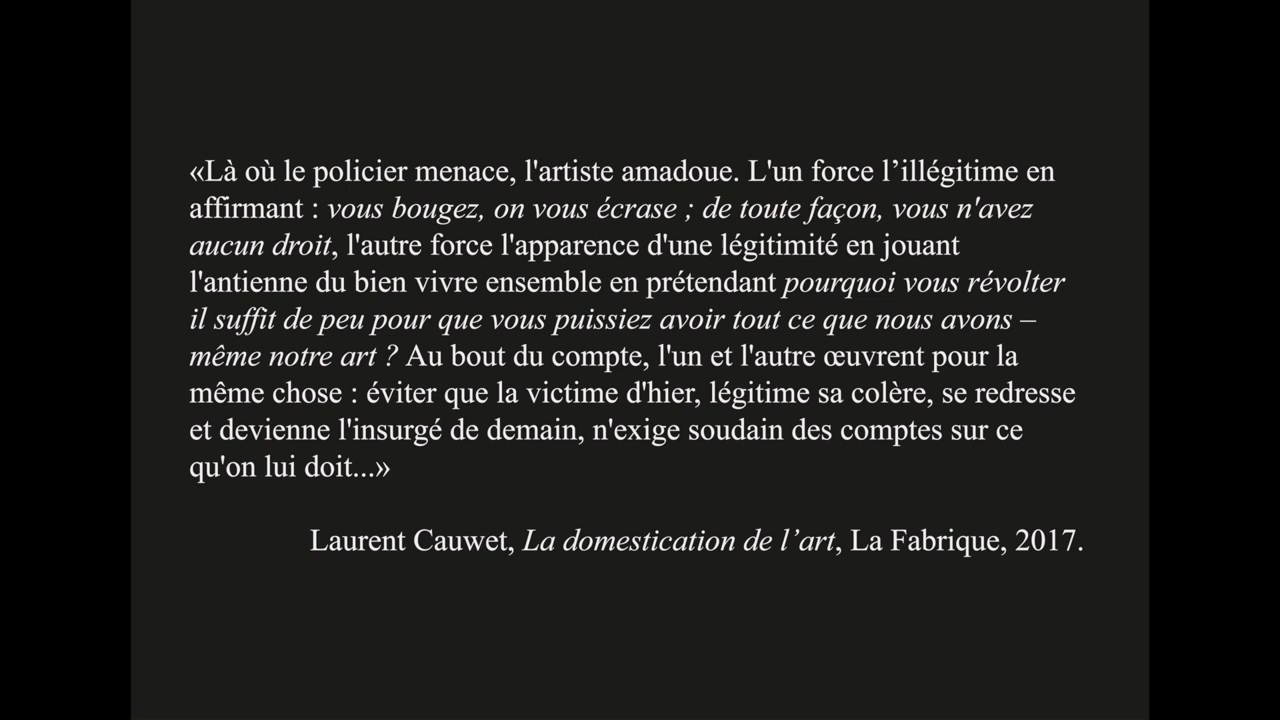 «Là où le policier menace, l'artiste amadoue. L'un force l’illégitime en
affirmant : vous bougez, on vous écrase ; de toute façon, vous n'avez
aucun droit, l'autre force l'apparence d'une légitimité en jouant
l'antienne du bien vivre ensemble en prétendant pourquoi vous révolter
il suffit de peu pour que vous puissiez avoir tout ce que nous avons –
même notre art ? Au bout du compte, l'un et l'autre œuvrent pour la
même chose : éviter que la victime d'hier, légitime sa colère, se redresse
et devienne l'insurgé de demain, n'exige soudain des comptes sur ce
qu'on lui doit...»
Laurent Cauwet, La domestication de l’art, La Fabrique, 2017.